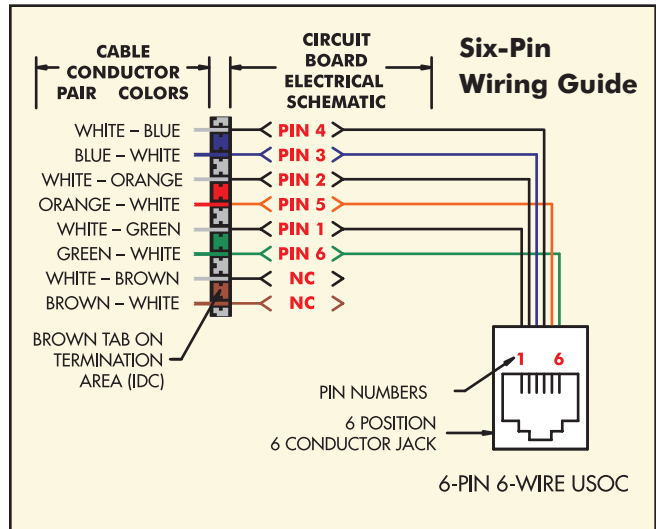 CABLE
CONDUCTOR
PAIR COLORS
CIRCUIT
BOARD
ELECTRICAL
SCHEMATIC
Six-Pin
Wiring Guide
WHITE – BLUE PIN 4
BLUE – WHITE PIN 3
WHITE – ORANGE PIN 2
ORANGE – WHITE PIN 5
WHITE – GREEN PIN 1
GREEN – WHITE PIN 6
WHITE – BROWN NC
BROWN – WHITE NC
BROWN TAB ON
TERMINATION
AREA (IDC)
1 6
PIN NUMBERS
6 POSITION
6 CONDUCTOR JACK
6-PIN 6-WIRE USOC